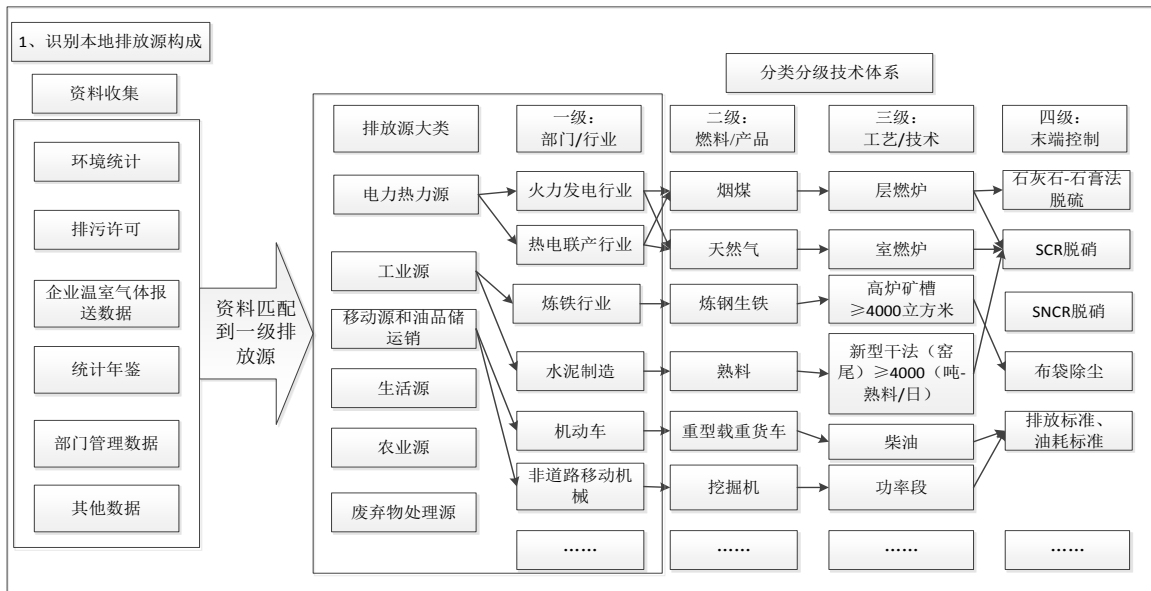 1、识别本地排放源构成
资料收集
环境统计
排污许可
企业温室气体报
送数据
统计年鉴
部门管理数据
其他数据
资料匹配
到一级排
放源
分类分级技术体系
排放源大类
电力热力源
工业源
移动源和油品储
运销
生活源
农业源
废弃物处理源
一级：
部门/行业
火力发电行业
热电联产行业
炼铁行业
水泥制造
机动车
非道路移动机
械
……
二级：
燃料/产品
烟煤
天然气
炼钢生铁
熟料
重型载重货车
挖掘机
……
三级：
工艺/技术
层燃炉
室燃炉
高炉矿槽
≥4000立方米
新型干法（窑
尾）≥4000（吨-
熟料/日）
柴油
功率段
……
四级：
末端控制
石灰石-石膏法
脱硫
SCR脱硝
SNCR脱硝
布袋除尘
排放标准、
油耗标准
……